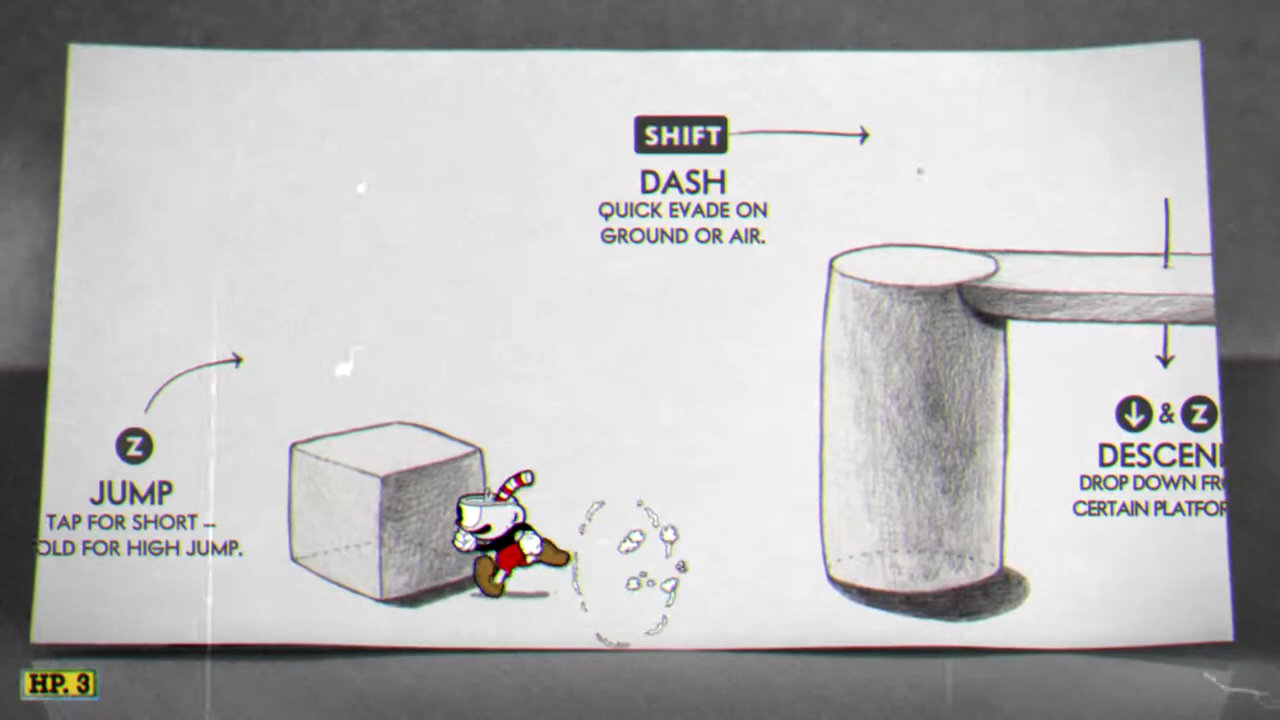 SHIFT
DASH
QUICK EVADE ON
GROUND OR AIR.
Z
JUMP
TAP FOR SHORT –
OLD FOR HIGH JUMP.
& Z
DESCEN
DROP DOWN FR
CERTAIN PLATFOR
HP. 3